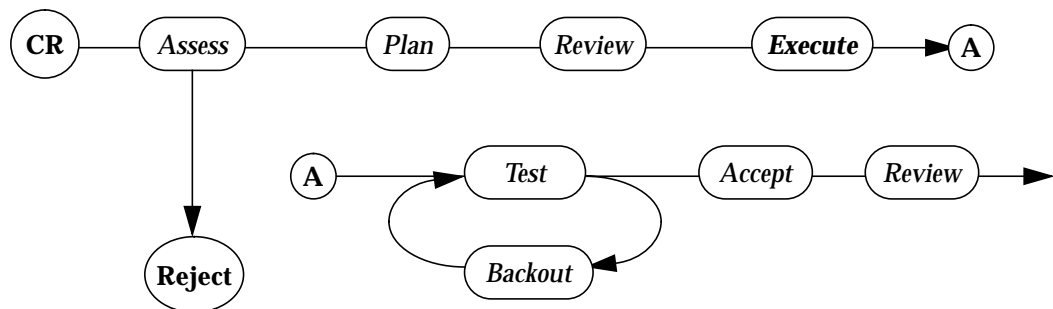 CR Assess Plan Review Execute A
A Test Accept Review
Reject Backout